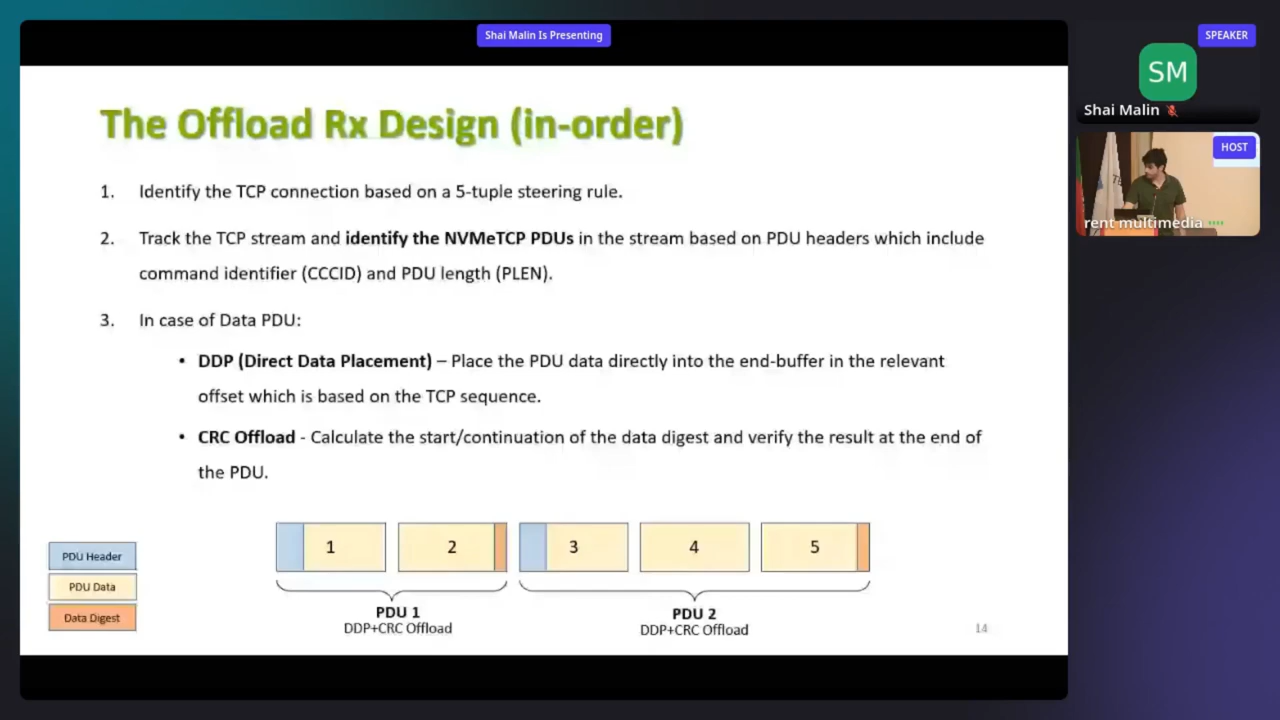 Shai Malin Is Presenting
SPEAKER
SM
Shai Malin
HOST
rent multimedia
The Offload Rx Design (in-order)
1. Identify the TCP connection based on a 5-tuple steering rule.
2. Track the TCP stream and identify the NVMeTCP PDUs in the stream based on PDU headers which include
command identifier (CCCID) and PDU length (PLEN).
3. In case of Data PDU:
• DDP (Direct Data Placement) – Place the PDU data directly into the end-buffer in the relevant
offset which is based on the TCP sequence.
• CRC Offload - Calculate the start/continuation of the data digest and verify the result at the end of
the PDU.
PDU Header
PDU Data
Data Digest
1 2 3 4 5
PDU 1
DDP+CRC Offload
PDU 2
DDP+CRC Offload
14